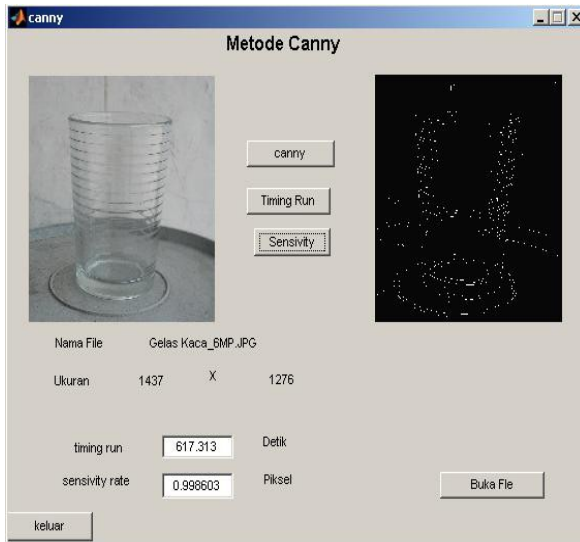 canny
Metode Canny
canny
Timing Run
Sensivity
Nama File Gelas Kaca_6MP.JPG
Ukuran 1437 X 1276
timing run 617.313 Detik
sensivity rate 0.998603 Piksel
Buka Fle
keluar